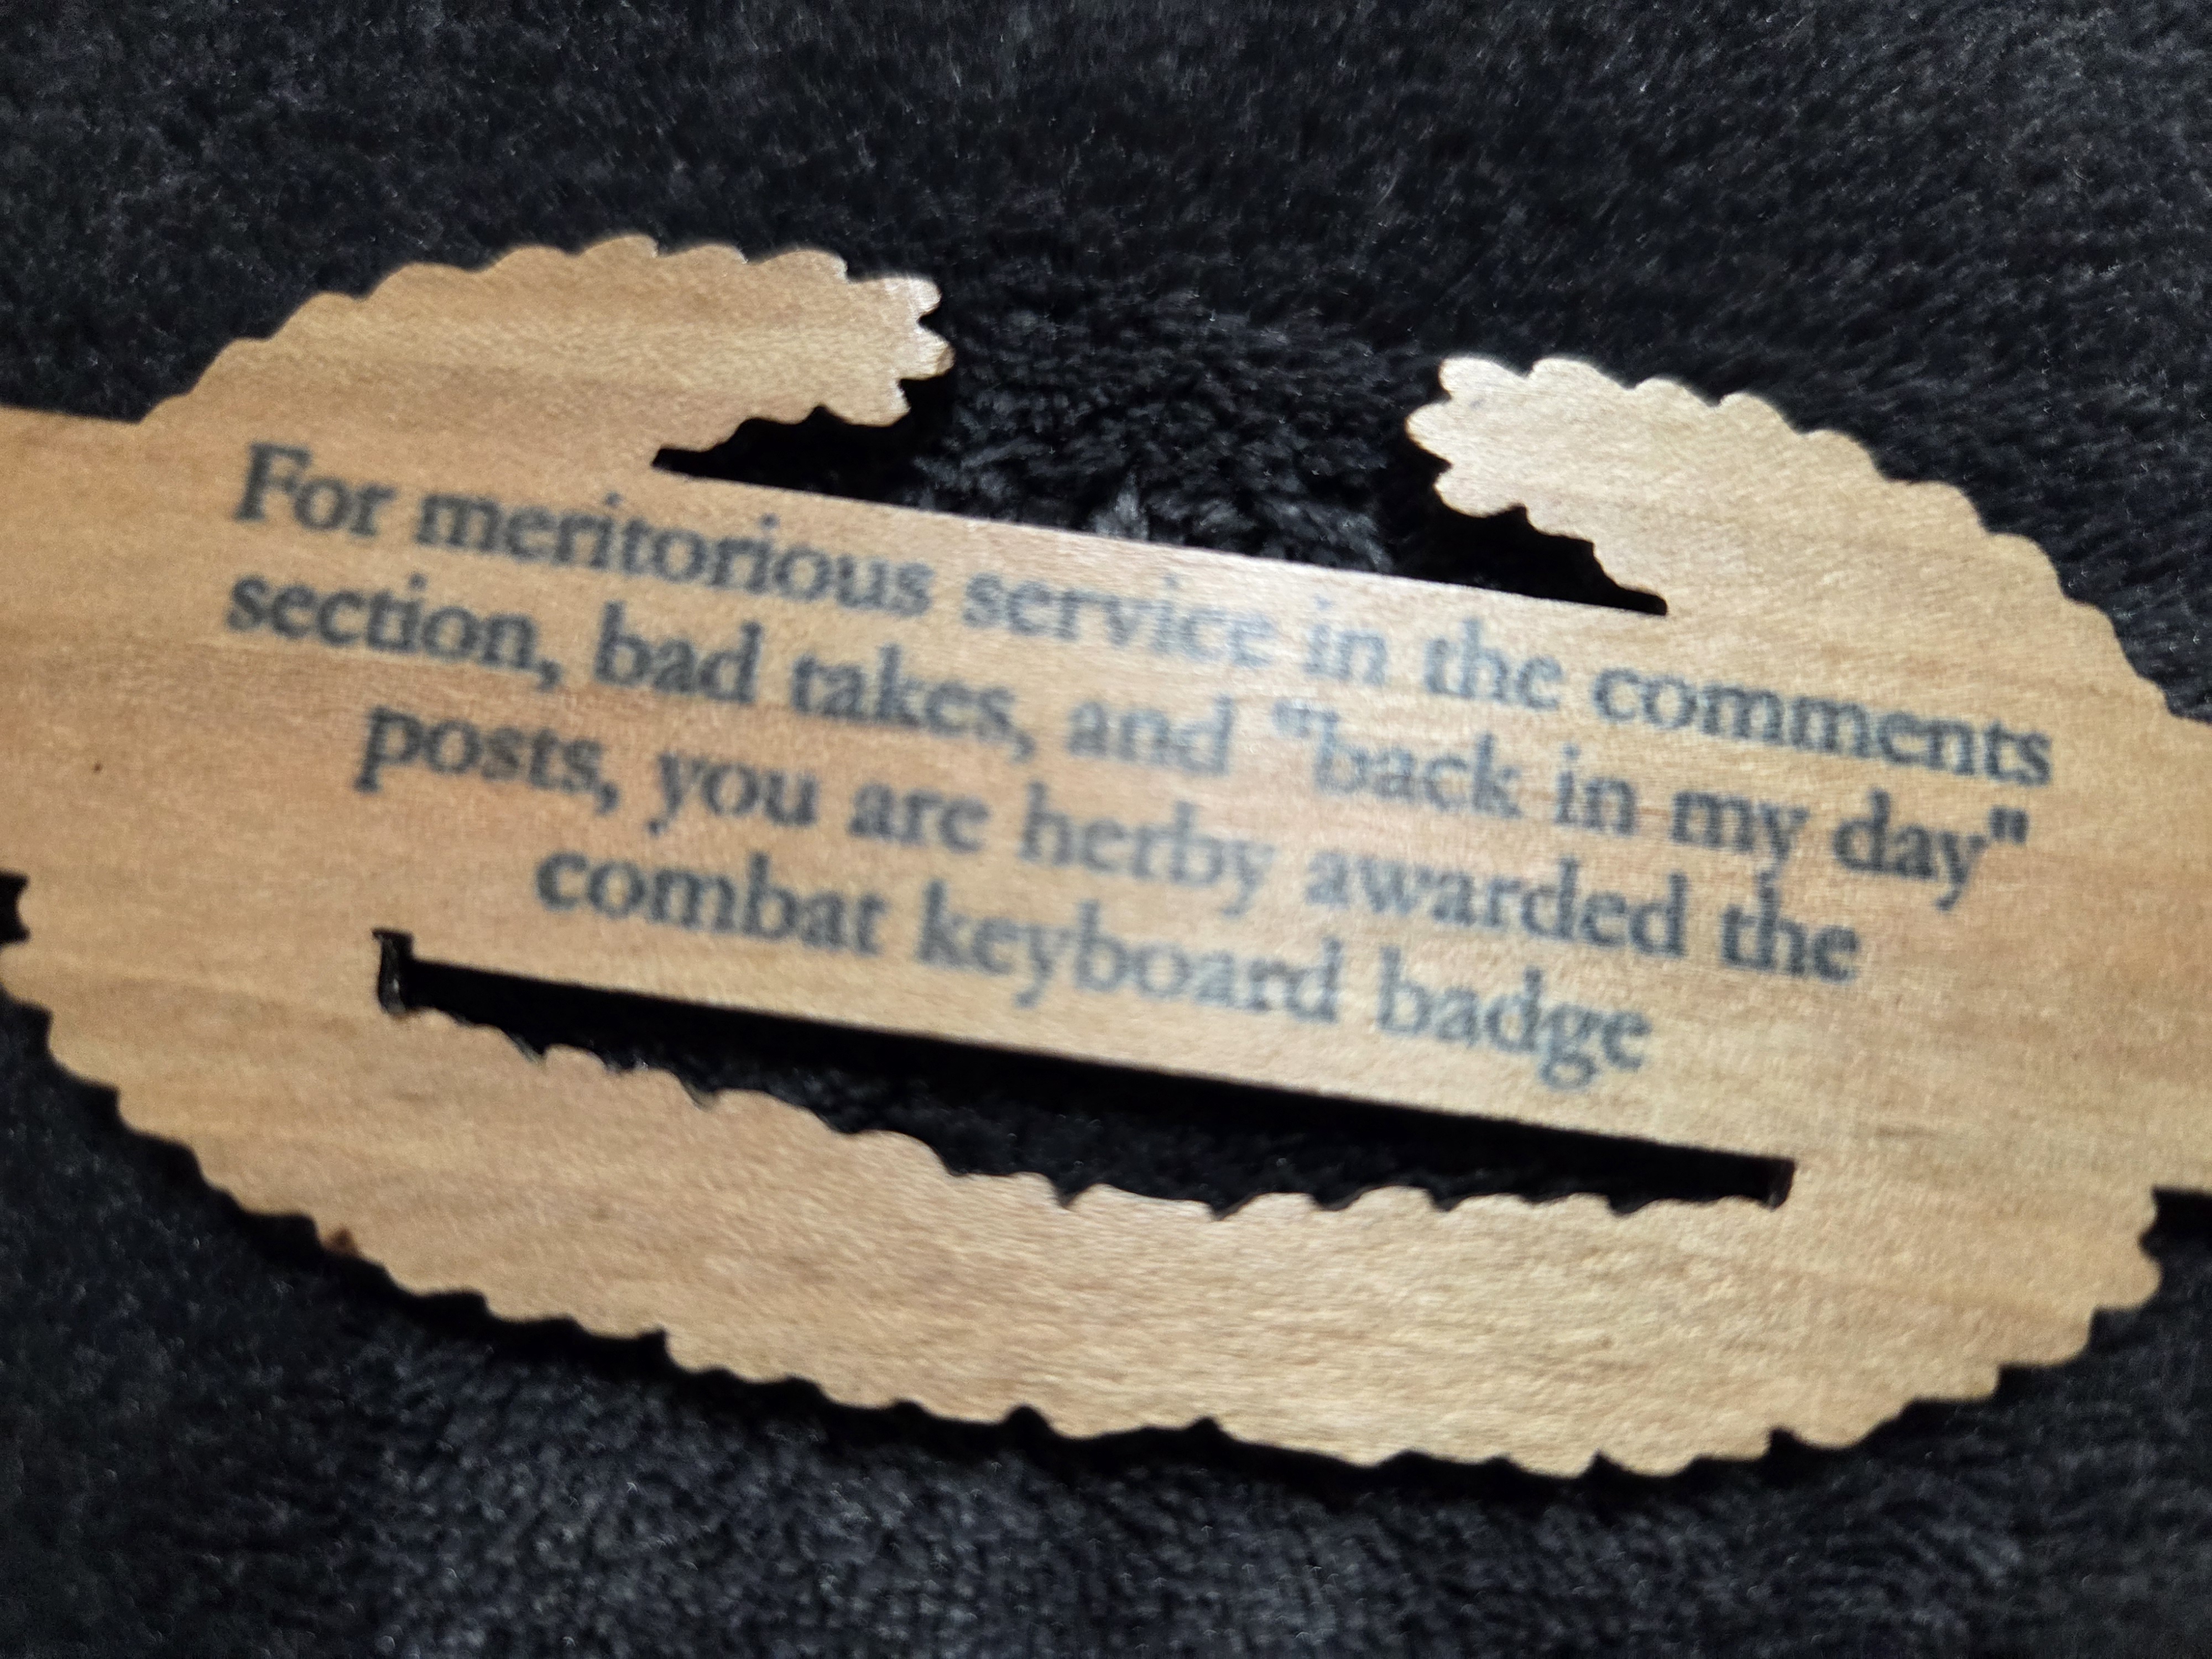 For meritorious service in the comments
section, bad takes, and "back in my day"
posts, you are herby awarded the
combat keyboard badge